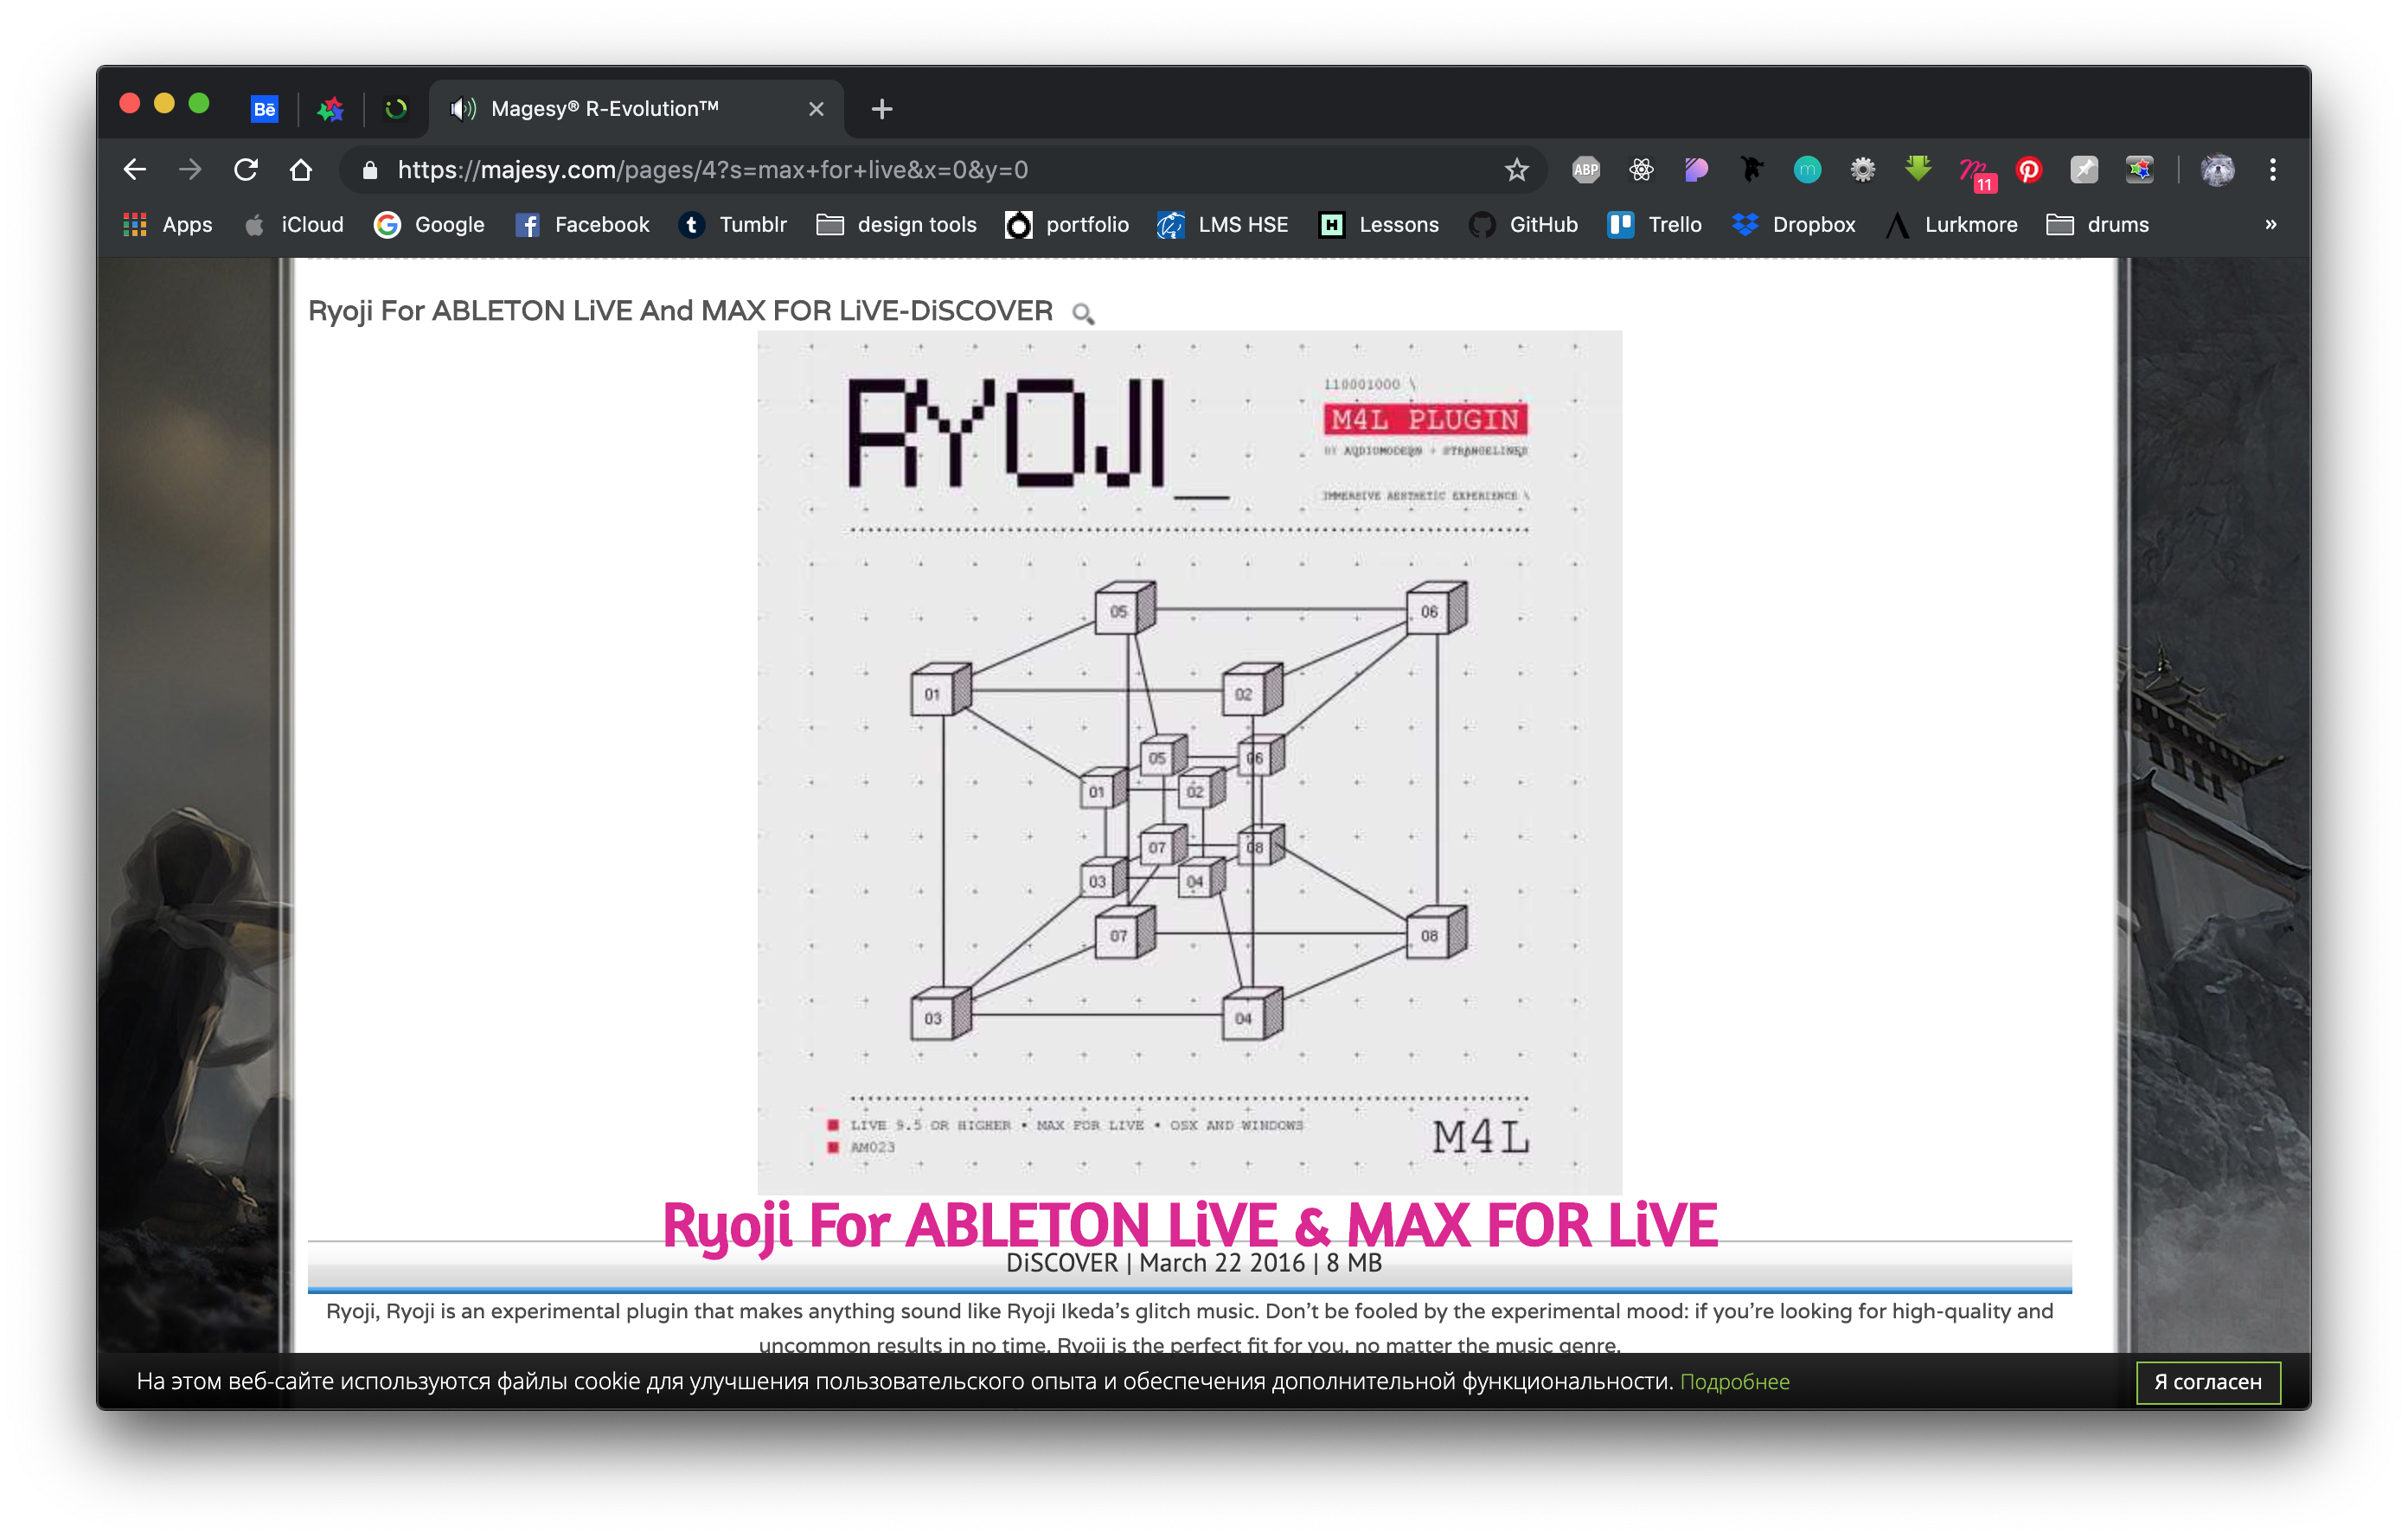 Bē
Magesy® R-Evolution™
https://majesy.com/pages/4?s=max+for+live&x=0&y=0
ABP
m
11
Apps
iCloud
Google
Facebook
Tumblr
design tools
portfolio
LMS HSE
Lessons
GitHub
Trello
Dropbox
Lurkmore
drums
»
Ryoji For ABLETON LiVE And MAX FOR LiVE-DiSCOVER
RYOJI_
110001000 \
M4L PLUGIN
BY AUDIOMODERN + STRANGELINES
IMMERSIVE AESTHETIC EXPERIENCE \
05
06
01
02
05
06
01
02
07
08
03
04
07
08
03
04
LIVE 9.5 OR HIGHER • MAX FOR LIVE • OSX AND WINDOWS
AM023
M4L
Ryoji For ABLETON LiVE & MAX FOR LiVE
DiSCOVER | March 22 2016 | 8 MB
Ryoji, Ryoji is an experimental plugin that makes anything sound like Ryoji Ikeda’s glitch music. Don’t be fooled by the experimental mood: if you’re looking for high-quality and
uncommon results in no time, Ryoji is the perfect fit for you, no matter the music genre.
На этом веб-сайте используются файлы cookie для улучшения пользовательского опыта и обеспечения дополнительной функциональности. Подробнее
Я согласен